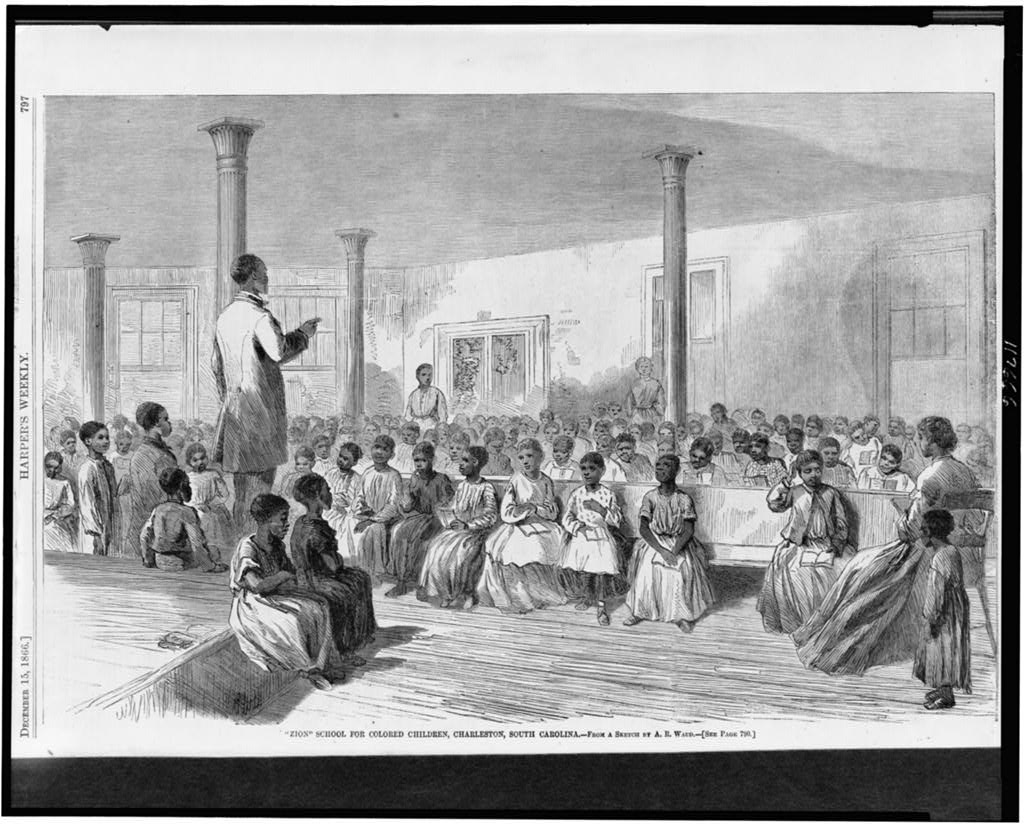 797
HARPER'S WEEKLY.
DECEMBER 15, 1866.]
"ZION" SCHOOL FOR COLORED CHILDREN, CHARLESTON, SOUTH CAROLINA.—FROM A SKETCH BY A. R. WAUD.—[SEE PAGE 790.]